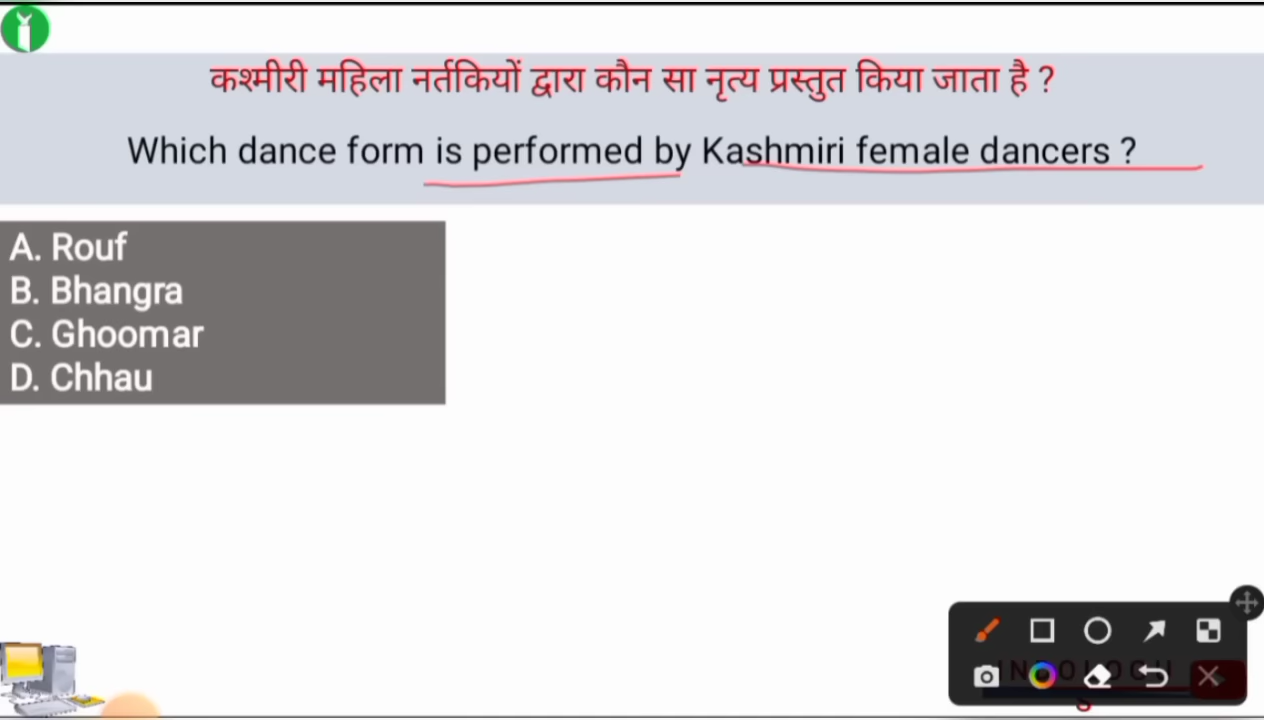 कश्मीरी महिला नर्तकियों द्वारा कौन सा नृत्य प्रस्तुत किया जाता है ?
Which dance form is performed by Kashmiri female dancers ?
A. Rouf
B. Bhangra
C. Ghoomar
D. Chhau